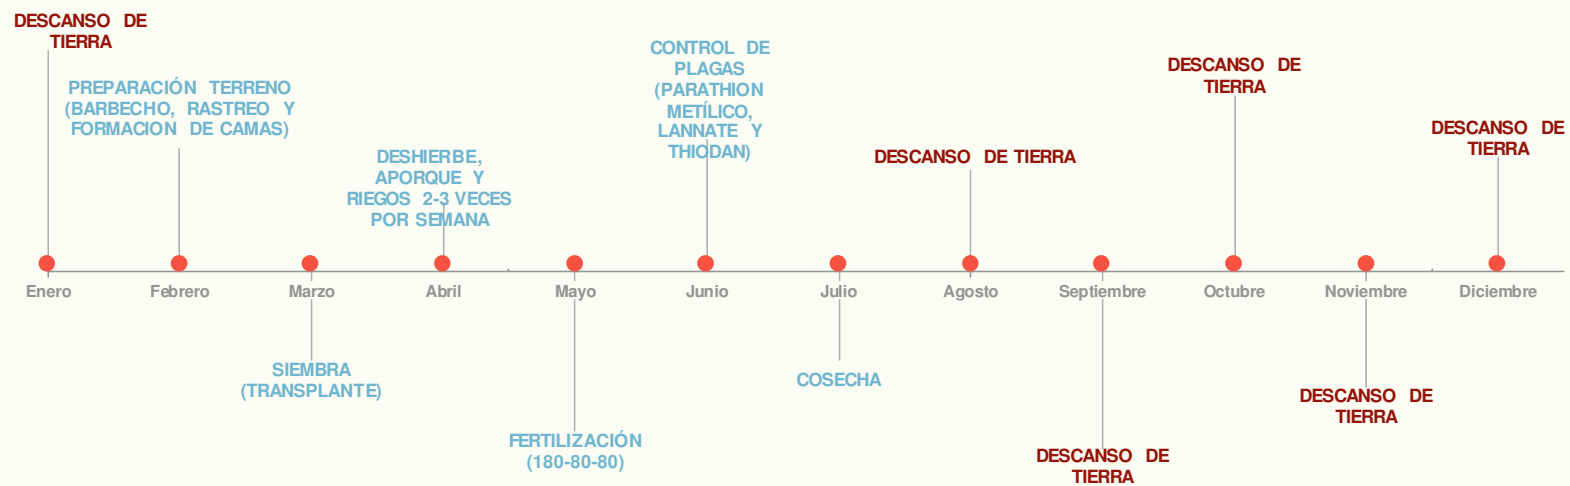 DESCANSO DE
TIERRA
PREPARACIÓN TERRENO
(BARBECHO, RASTREO Y
FORMACION DE CAMAS)
DESHIERBE,
APORQUE Y
RIEGOS 2-3 VECES
POR SEMANA
CONTROL DE
PLAGAS
(PARATHION
METÍLICO,
LANNATE Y
THIODAN)
DESCANSO DE TIERRA
DESCANSO DE
TIERRA
DESCANSO DE
TIERRA
Enero
Febrero
Marzo
Abril
Mayo
Junio
Julio
Agosto
Septiembre
Octubre
Noviembre
Diciembre
SIEMBRA
(TRANSPLANTE)
FERTILIZACIÓN
(180-80-80)
COSECHA
DESCANSO DE
TIERRA
DESCANSO DE
TIERRA